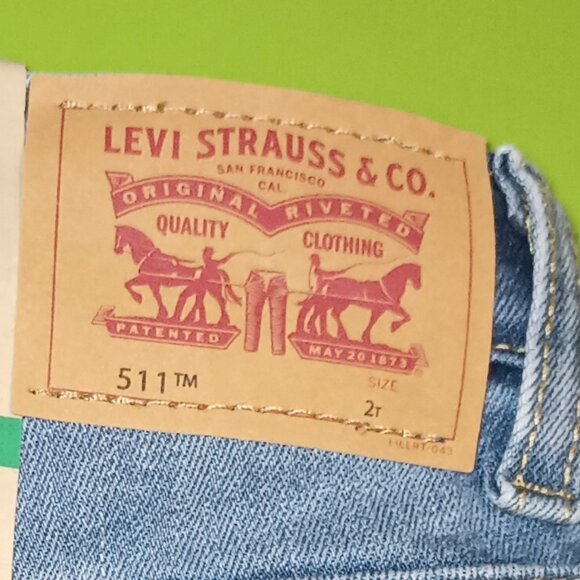 LEVI STRAUSS & CO.
SAN FRANCISCO
CAL
ORIGINAL RIVETED
QUALITY CLOTHING
PATENTED MAY 20 1873
511™
SIZE
2T